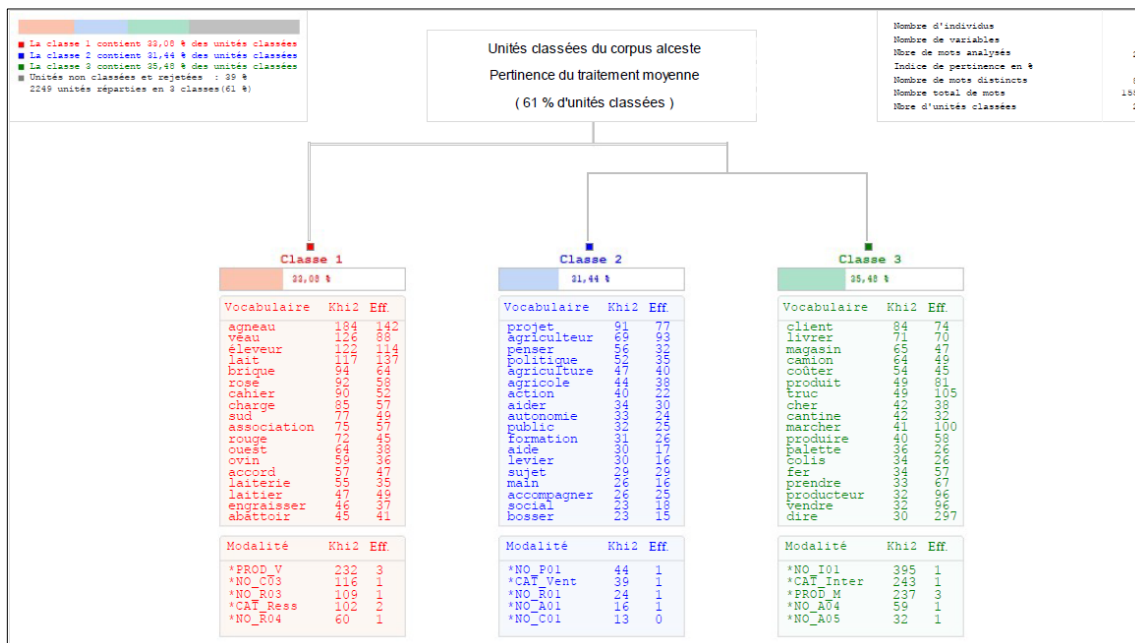 La classe 1 contient 33,08 % des unités classées
La classe 2 contient 31,44 % des unités classées
La classe 3 contient 35,48 % des unités classées
Unités non classées et rejetées : 39 %
2249 unités réparties en 3 classes(61 %)
Unités classées du corpus alceste
Pertinence du traitement moyenne
( 61 % d'unités classées )
Nombre d'individus
Nombre de variables
Nbre de mots analysés
Indice de pertinence en %
Nombre de mots distincts
Nombre total de mots
Nbre d'unités classées
Classe 1
33,08 %
Vocabulaire Khi2 Eff.
agneau 184 142
veau 126 88
éleveur 122 114
lait 117 137
brique 94 64
rose 92 58
cahier 90 52
charge 85 57
sud 77 49
association 75 57
rouge 72 45
ouest 64 38
ovin 59 36
accord 57 47
laiterie 55 35
laitier 47 49
engraisser 46 37
abattoir 45 41
Modalité Khi2 Eff.
*PROD_V 232 3
*NO_C03 116 1
*NO_R03 109 1
*CAT_Ress 102 2
*NO_R04 60 1
Classe 2
31,44 %
Vocabulaire Khi2 Eff.
projet 91 77
agriculteur 69 93
penser 56 32
politique 52 35
agriculture 47 40
agricole 44 38
action 40 22
aider 34 30
autonomie 33 24
public 32 25
formation 31 26
aide 30 17
levier 30 16
sujet 29 29
main 26 16
accompagner 26 25
social 23 18
bosser 23 15
Modalité Khi2 Eff.
*NO_P01 44 1
*CAT_Vent 39 1
*NO_R01 24 1
*NO_A01 16 1
*NO_C01 13 0
Classe 3
35,48 %
Vocabulaire Khi2 Eff.
client 84 74
livrer 71 70
magasin 65 47
camion 64 49
coûter 54 45
produit 49 81
truc 49 105
cher 42 38
cantine 42 32
marcher 41 100
produire 40 58
palette 36 26
colis 34 26
fer 34 57
prendre 33 67
producteur 32 96
vendre 32 96
dire 30 297
Modalité Khi2 Eff.
*NO_I01 395 1
*CAT_Inter 243 1
*PROD_M 237 3
*NO_A04 59 1
*NO_A05 32 1